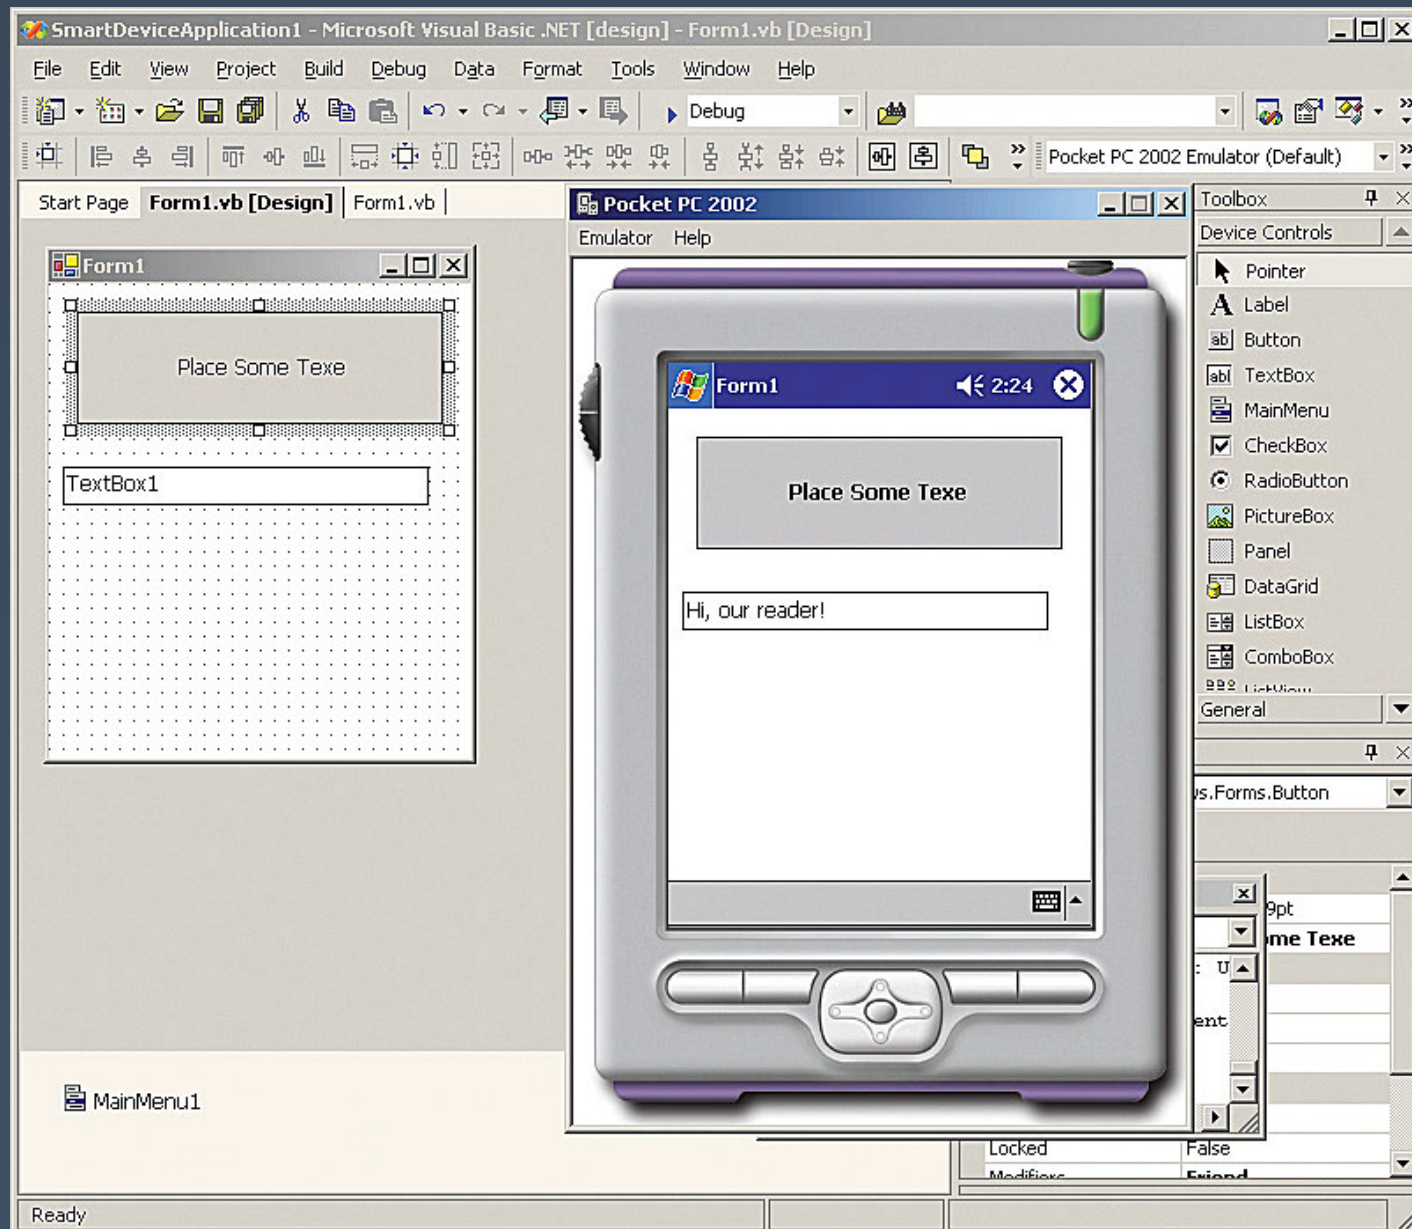 SmartDeviceApplication1 - Microsoft Visual Basic .NET [design] - Form1.vb [Design]
File Edit View Project Build Debug Data Format Tools Window Help
Debug
Pocket PC 2002 Emulator (Default)
Start Page Form1.vb [Design] Form1.vb
Form1
Place Some Texe
TextBox1
MainMenu1
Pocket PC 2002
Emulator Help
Form1 2:24
Place Some Texe
Hi, our reader!
Toolbox
Device Controls
Pointer
Label
Button
TextBox
MainMenu
CheckBox
RadioButton
PictureBox
Panel
DataGrid
ListBox
ComboBox
ListView
General
s.Forms.Button
9pt
me Texe
: U
ent
Locked False
Modifiers Friend
Ready